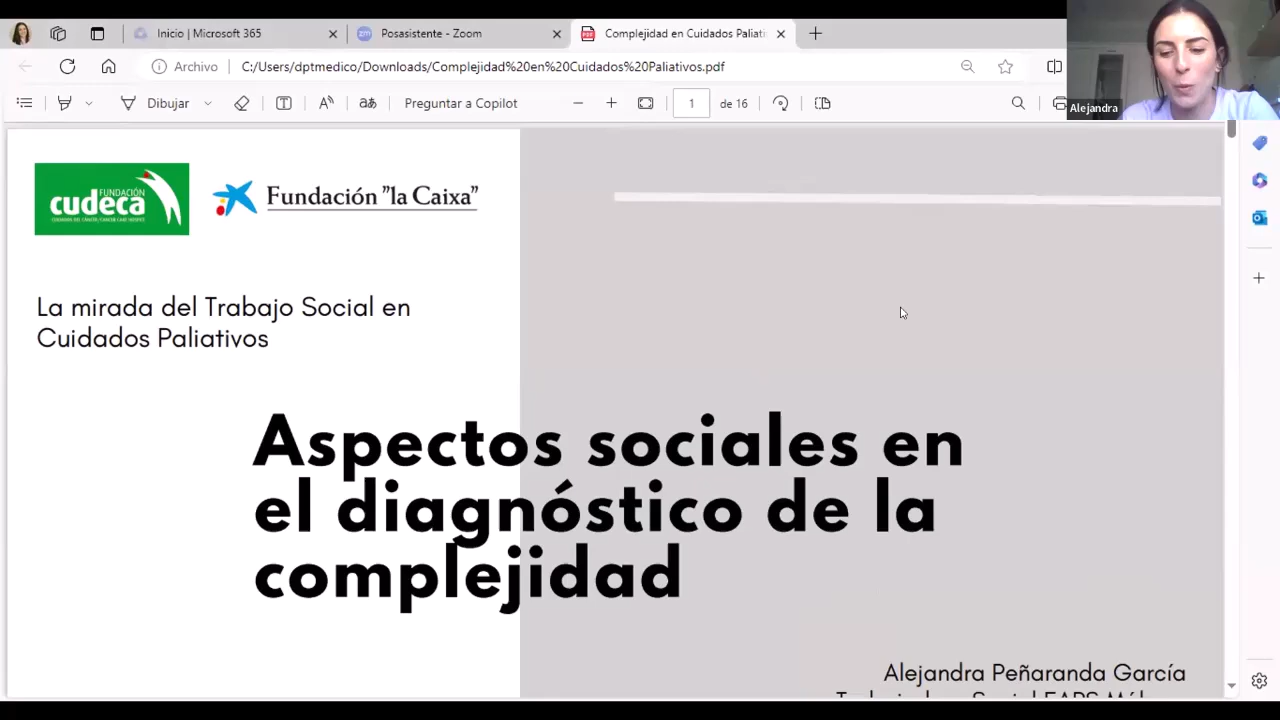 Inicio | Microsoft 365
Posasistente - Zoom
Complejidad en Cuidados Paliati
Archivo
C:/Users/dptmedico/Downloads/Complejidad%20en%20Cuidados%20Paliativos.pdf
Dibujar
Preguntar a Copilot
1
de 16
Alejandra
FUNDACIÓN
cudeca
Fundación "la Caixa"
La mirada del Trabajo Social en
Cuidados Paliativos
Aspectos sociales en
el diagnóstico de la
complejidad
Alejandra Peñaranda García